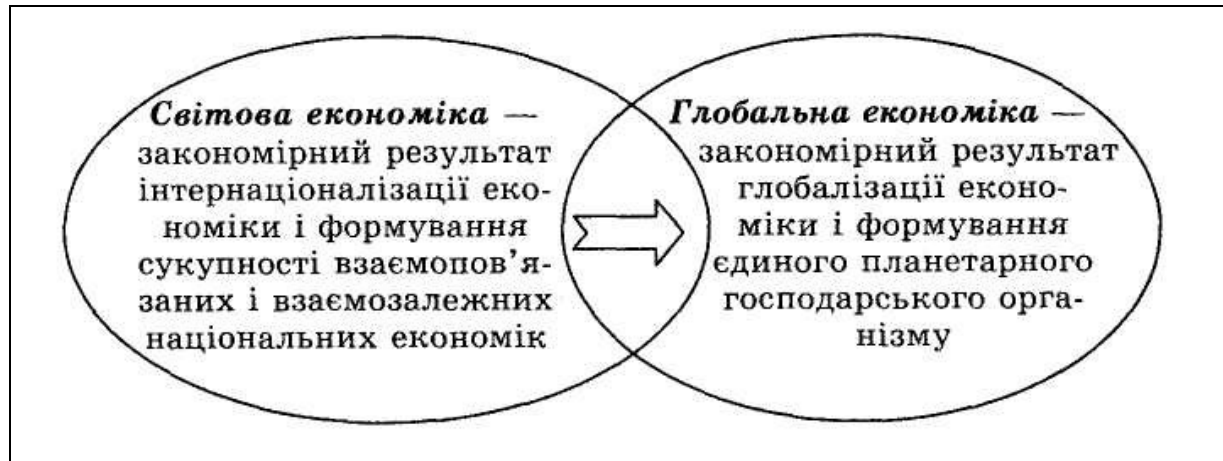 Світова економіка —
закономірний результат
інтернаціоналізації еко-
номіки і формування
сукупності взаємопов’я-
заних і взаємозалежних
національних економік
Глобальна економіка —
закономірний результат
глобалізації еконо-
міки і формування
єдиного планетарного
господарського орга-
нізму